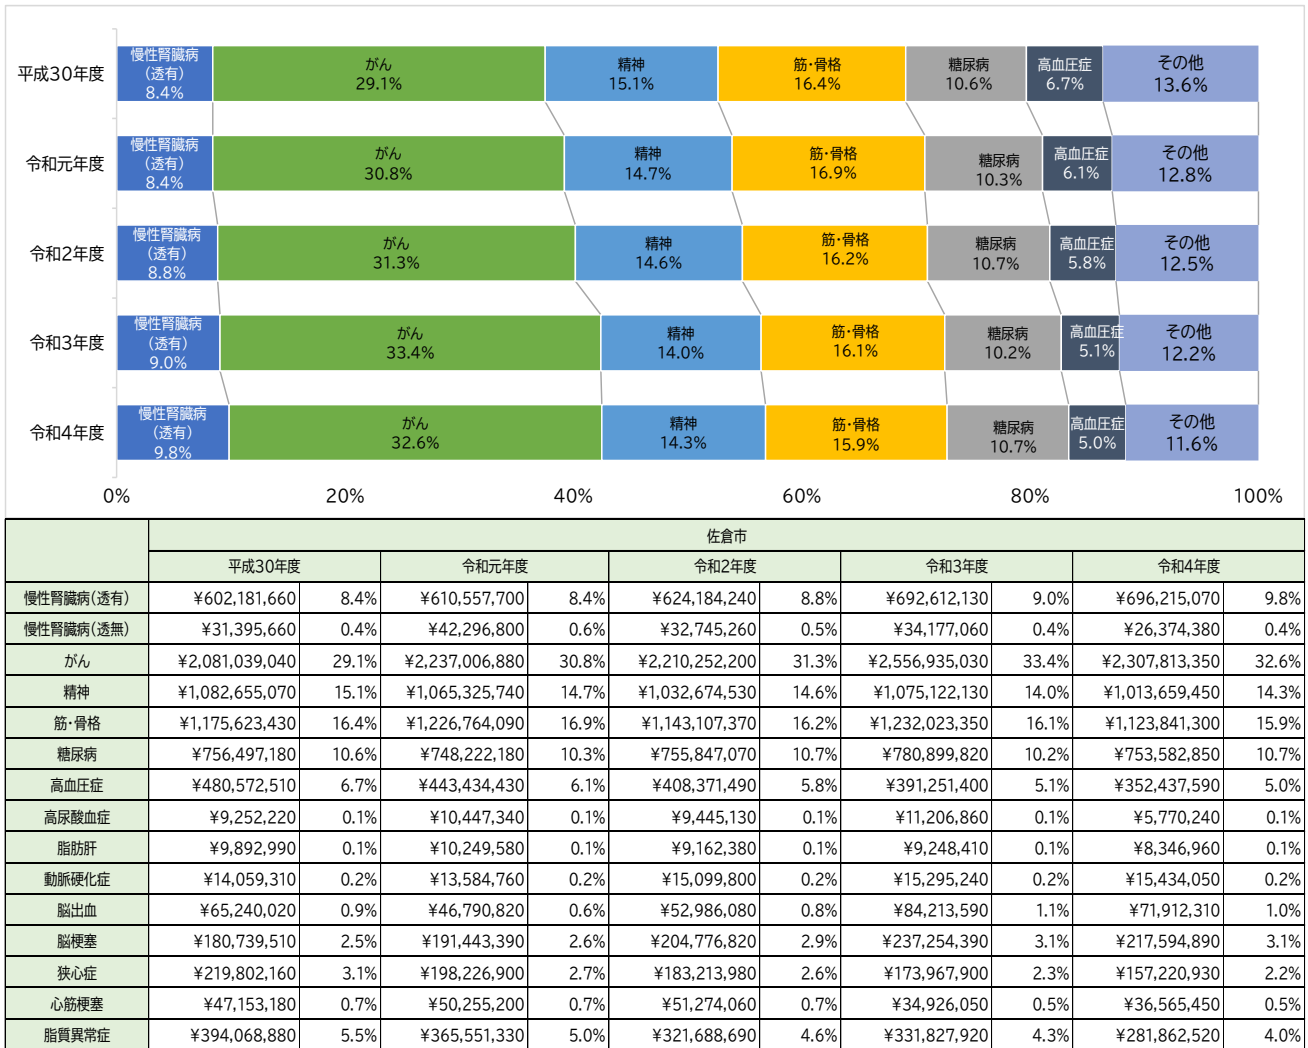 平成30年度
慢性腎臓病
（透有）
8.4%
がん
29.1%
精神
15.1%
筋・骨格
16.4%
糖尿病
10.6%
高血圧症
6.7%
その他
13.6%
令和元年度
慢性腎臓病
（透有）
8.4%
がん
30.8%
精神
14.7%
筋・骨格
16.9%
糖尿病
10.3%
高血圧症
6.1%
その他
12.8%
令和2年度
慢性腎臓病
（透有）
8.8%
がん
31.3%
精神
14.6%
筋・骨格
16.2%
糖尿病
10.7%
高血圧症
5.8%
その他
12.5%
令和3年度
慢性腎臓病
（透有）
9.0%
がん
33.4%
精神
14.0%
筋・骨格
16.1%
糖尿病
10.2%
高血圧症
5.1%
その他
12.2%
令和4年度
慢性腎臓病
（透有）
9.8%
がん
32.6%
精神
14.3%
筋・骨格
15.9%
糖尿病
10.7%
高血圧症
5.0%
その他
11.6%
0% 20% 40% 60% 80% 100%
佐倉市
平成30年度 令和元年度 令和2年度 令和3年度 令和4年度
慢性腎臓病（透有） ¥602,181,660 8.4% ¥610,557,700 8.4% ¥624,184,240 8.8% ¥692,612,130 9.0% ¥696,215,070 9.8%
慢性腎臓病（透無） ¥31,395,660 0.4% ¥42,296,800 0.6% ¥32,745,260 0.5% ¥34,177,060 0.4% ¥26,374,380 0.4%
がん ¥2,081,039,040 29.1% ¥2,237,006,880 30.8% ¥2,210,252,200 31.3% ¥2,556,935,030 33.4% ¥2,307,813,350 32.6%
精神 ¥1,082,655,070 15.1% ¥1,065,325,740 14.7% ¥1,032,674,530 14.6% ¥1,075,122,130 14.0% ¥1,013,659,450 14.3%
筋・骨格 ¥1,175,623,430 16.4% ¥1,226,764,090 16.9% ¥1,143,107,370 16.2% ¥1,232,023,350 16.1% ¥1,123,841,300 15.9%
糖尿病 ¥756,497,180 10.6% ¥748,222,180 10.3% ¥755,847,070 10.7% ¥780,899,820 10.2% ¥753,582,850 10.7%
高血圧症 ¥480,572,510 6.7% ¥443,434,430 6.1% ¥408,371,490 5.8% ¥391,251,400 5.1% ¥352,437,590 5.0%
高尿酸血症 ¥9,252,220 0.1% ¥10,447,340 0.1% ¥9,445,130 0.1% ¥11,206,860 0.1% ¥5,770,240 0.1%
脂肪肝 ¥9,892,990 0.1% ¥10,249,580 0.1% ¥9,162,380 0.1% ¥9,248,410 0.1% ¥8,346,960 0.1%
動脈硬化症 ¥14,059,310 0.2% ¥13,584,760 0.2% ¥15,099,800 0.2% ¥15,295,240 0.2% ¥15,434,050 0.2%
脳出血 ¥65,240,020 0.9% ¥46,790,820 0.6% ¥52,986,080 0.8% ¥84,213,590 1.1% ¥71,912,310 1.0%
脳梗塞 ¥180,739,510 2.5% ¥191,443,390 2.6% ¥204,776,820 2.9% ¥237,254,390 3.1% ¥217,594,890 3.1%
狭心症 ¥219,802,160 3.1% ¥198,226,900 2.7% ¥183,213,980 2.6% ¥173,967,900 2.3% ¥157,220,930 2.2%
心筋梗塞 ¥47,153,180 0.7% ¥50,255,200 0.7% ¥51,274,060 0.7% ¥34,926,050 0.5% ¥36,565,450 0.5%
脂質異常症 ¥394,068,880 5.5% ¥365,551,330 5.0% ¥321,688,690 4.6% ¥331,827,920 4.3% ¥281,862,520 4.0%